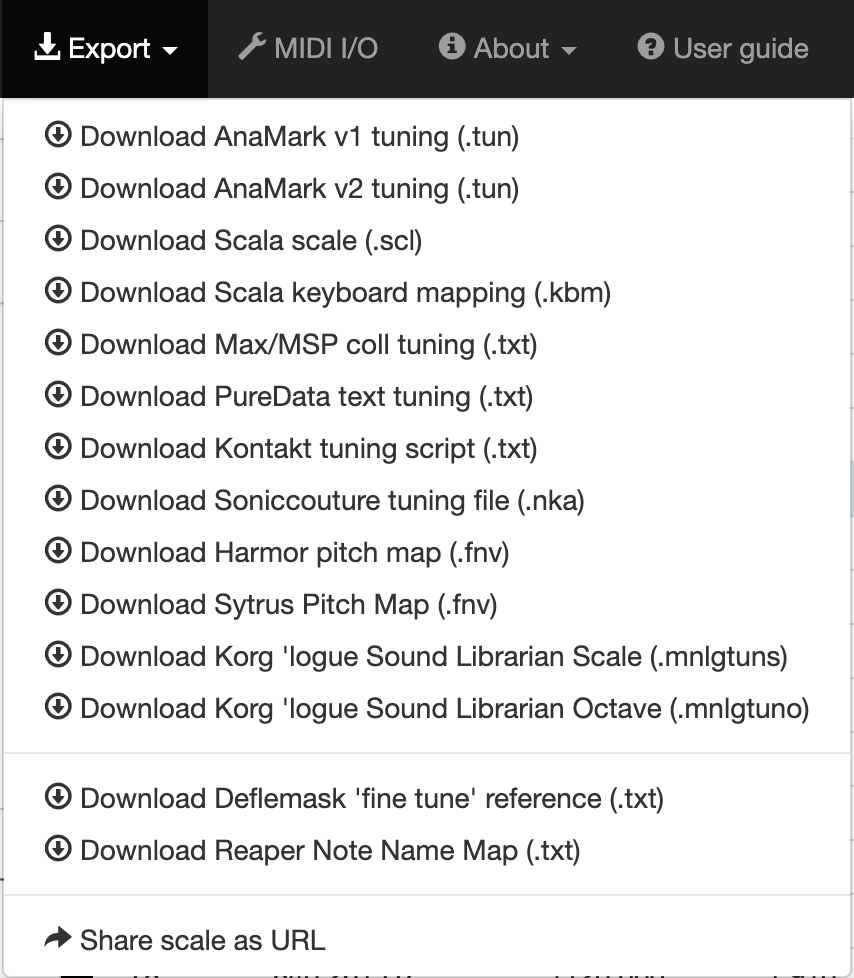 Export MIDI I/O About User guide
Download AnaMark v1 tuning (.tun)
Download AnaMark v2 tuning (.tun)
Download Scala scale (.scl)
Download Scala keyboard mapping (.kbm)
Download Max/MSP coll tuning (.txt)
Download PureData text tuning (.txt)
Download Kontakt tuning script (.txt)
Download Soniccouture tuning file (.nka)
Download Harmor pitch map (.fnv)
Download Sytrus Pitch Map (.fnv)
Download Korg 'logue Sound Librarian Scale (.mnlgtuns)
Download Korg 'logue Sound Librarian Octave (.mnlgtuno)
Download Deflemask 'fine tune' reference (.txt)
Download Reaper Note Name Map (.txt)
Share scale as URL